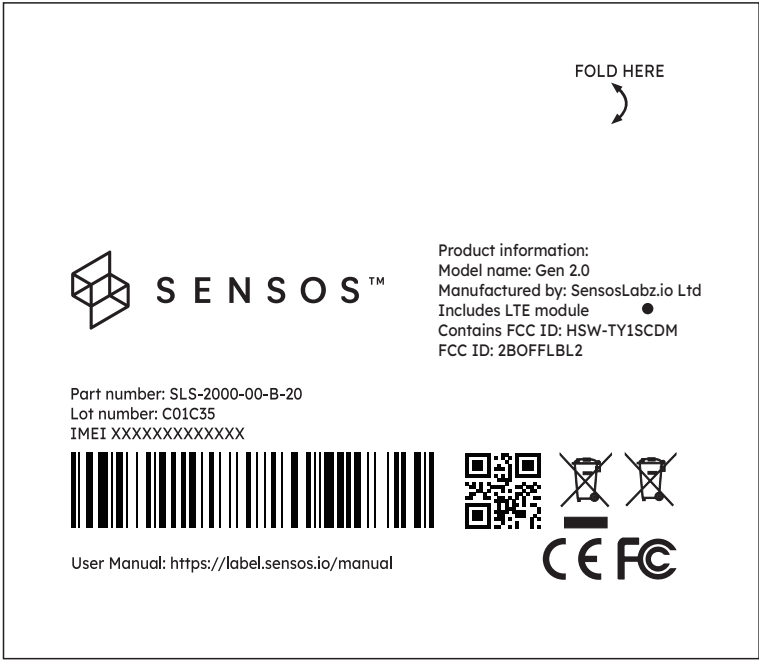 FOLD HERE
SENSOS™
Product information:
Model name: Gen 2.0
Manufactured by: SensosLabz.io Ltd
Includes LTE module
Contains FCC ID: HSW-TY1SCDM
FCC ID: 2BOFFLBL2
Part number: SLS-2000-00-B-20
Lot number: C01C35
IMEI XXXXXXXXXXXXX
User Manual: https://label.sensos.io/manual
CE FC